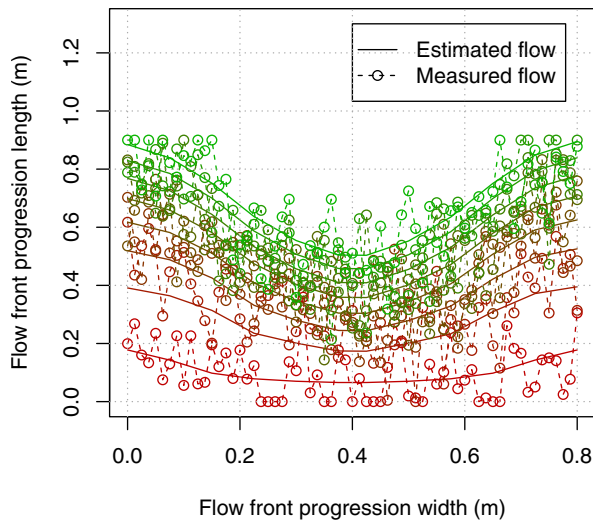 Flow front progression length (m)
1.2
1.0
0.8
0.6
0.4
0.2
0.0
Estimated flow
Measured flow
0.0 0.2 0.4 0.6 0.8
Flow front progression width (m)